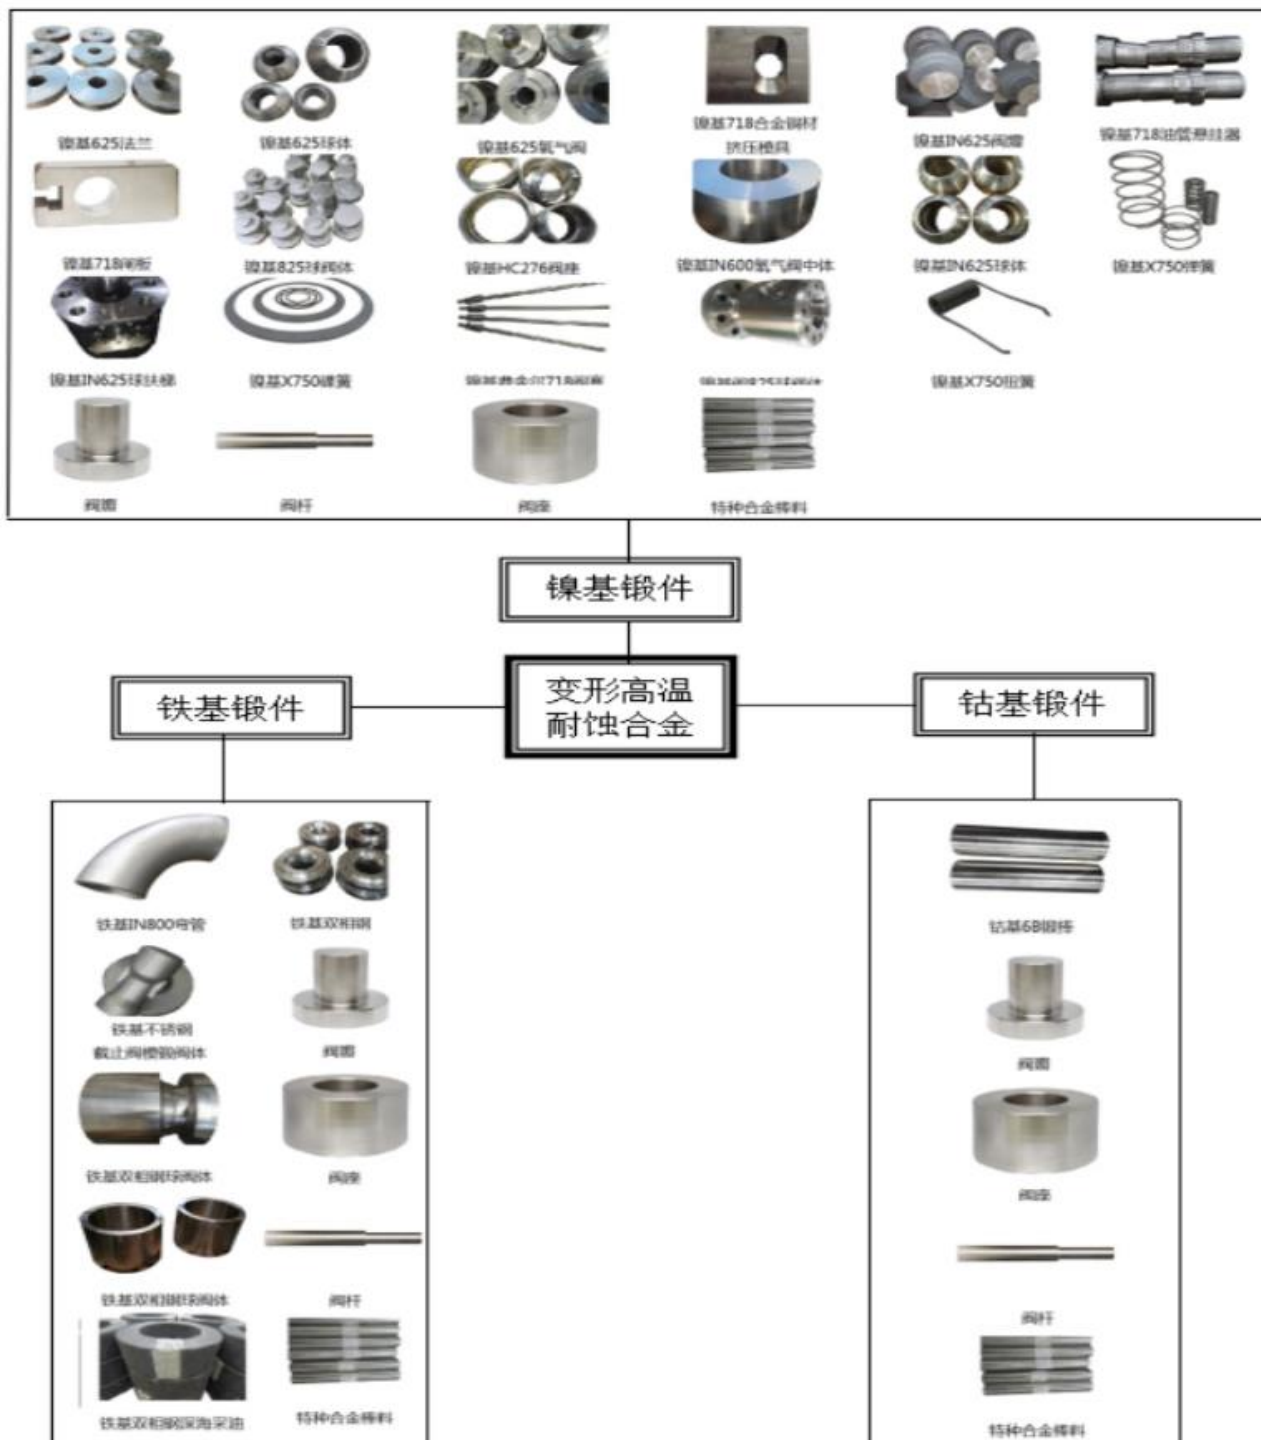 镍基625法兰
镍基625球体
镍基625氧气阀
镍基718合金钢材
挤压模具
镍基IN625阀瓣
镍基718油管悬挂器
镍基718闸板
镍基825球阀体
镍基HC276阀座
镍基IN600氧气阀中体
镍基IN625球体
镍基X750弹簧
镍基IN625球扶梯
镍基X750碟簧
镍基X750扭簧
阀杆
阀座
特种合金棒料
镍基锻件
变形高温
耐蚀合金
铁基锻件
钴基锻件
铁基IN800弯管
铁基双相钢
铁基不锈钢
截止阀模锻阀体
铁基双相钢球阀体
阀座
铁基双相钢球阀体
阀杆
铁基双相钢深海采油
特种合金棒料
钴基6B锻棒
阀座
阀杆
特种合金棒料